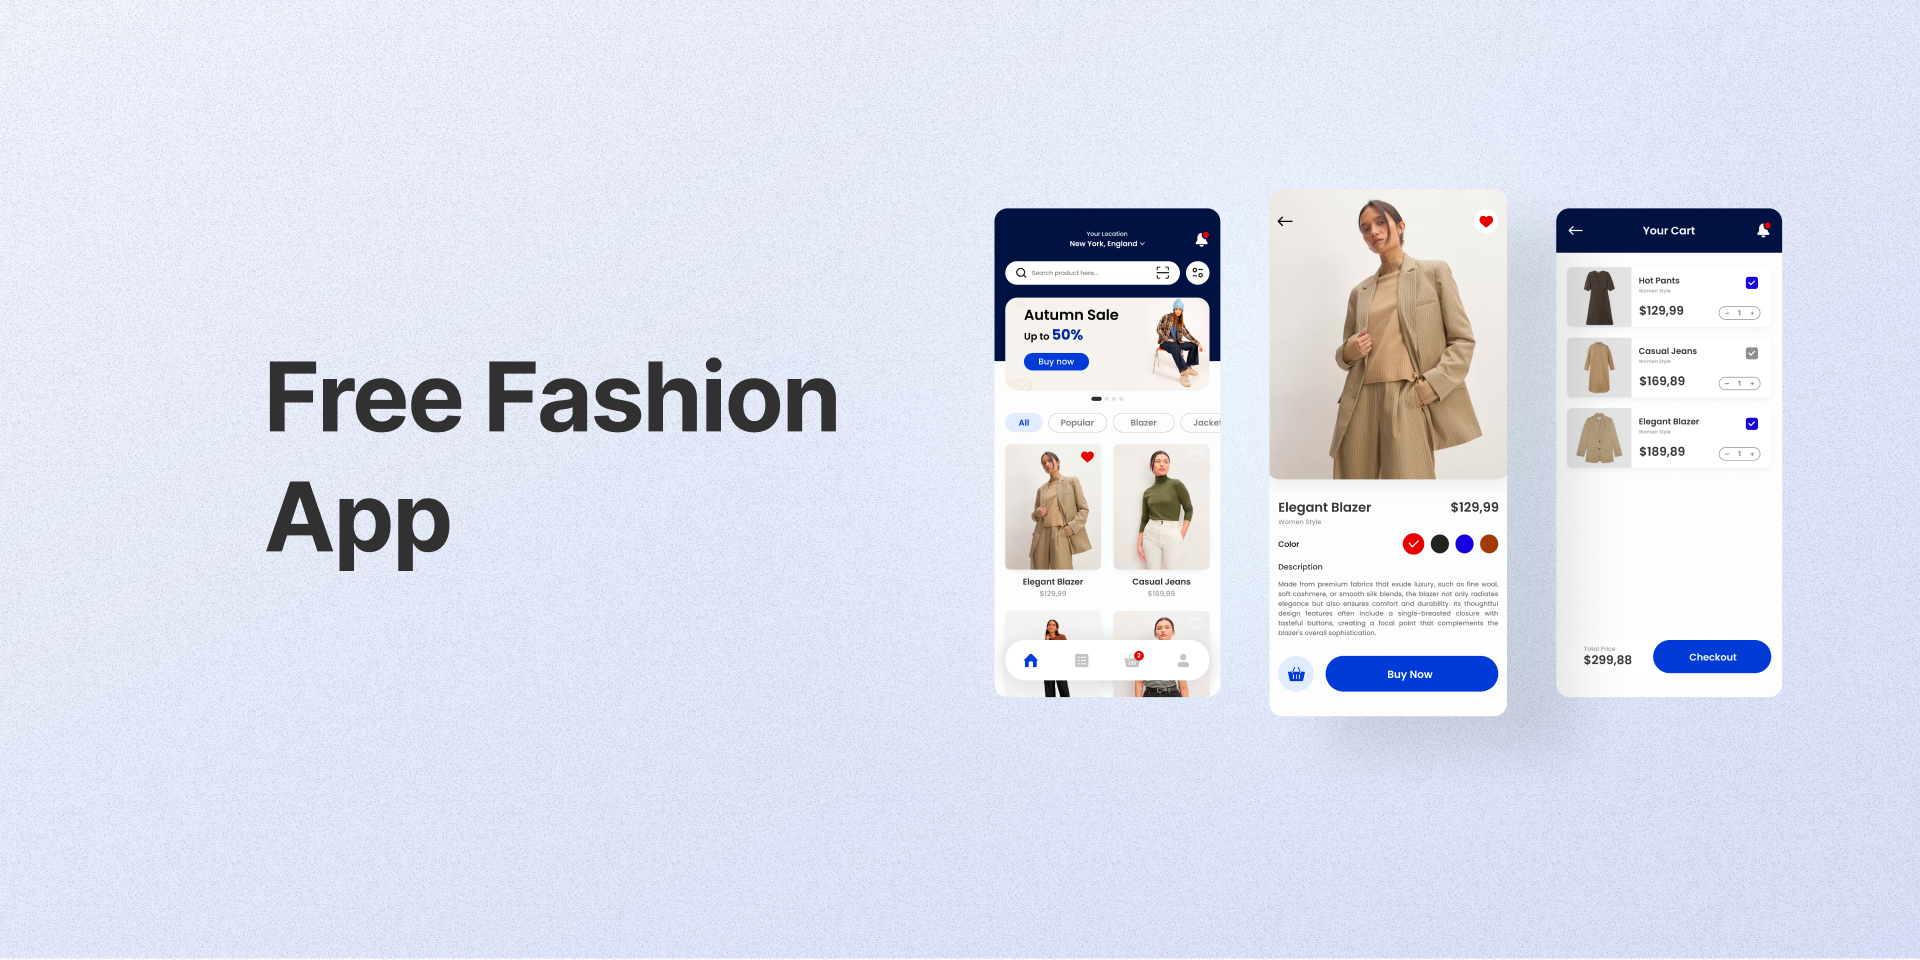 Free Fashion
App
Your Location
New York, England
Search product here...
Autumn Sale
Up to 50%
Buy now
All
Popular
Blazer
Jacket
Elegant Blazer
$129,99
Casual Jeans
$169,89
2
Elegant Blazer
$129,99
Women Style
Color
Description
Made from premium fabrics that exude luxury, such as fine wool,
soft cashmere, or smooth silk blends, the blazer not only radiates
elegance but also ensures comfort and durability. Its thoughtful
design features often include a single-breasted closure with
tasteful buttons, creating a focal point that complements the
blazer's overall sophistication.
Buy Now
Your Cart
Hot Pants
Women Style
$129,99
- 1 +
Casual Jeans
Women Style
$169,89
- 1 +
Elegant Blazer
Women Style
$189,89
- 1 +
Total Price
$299,88
Checkout